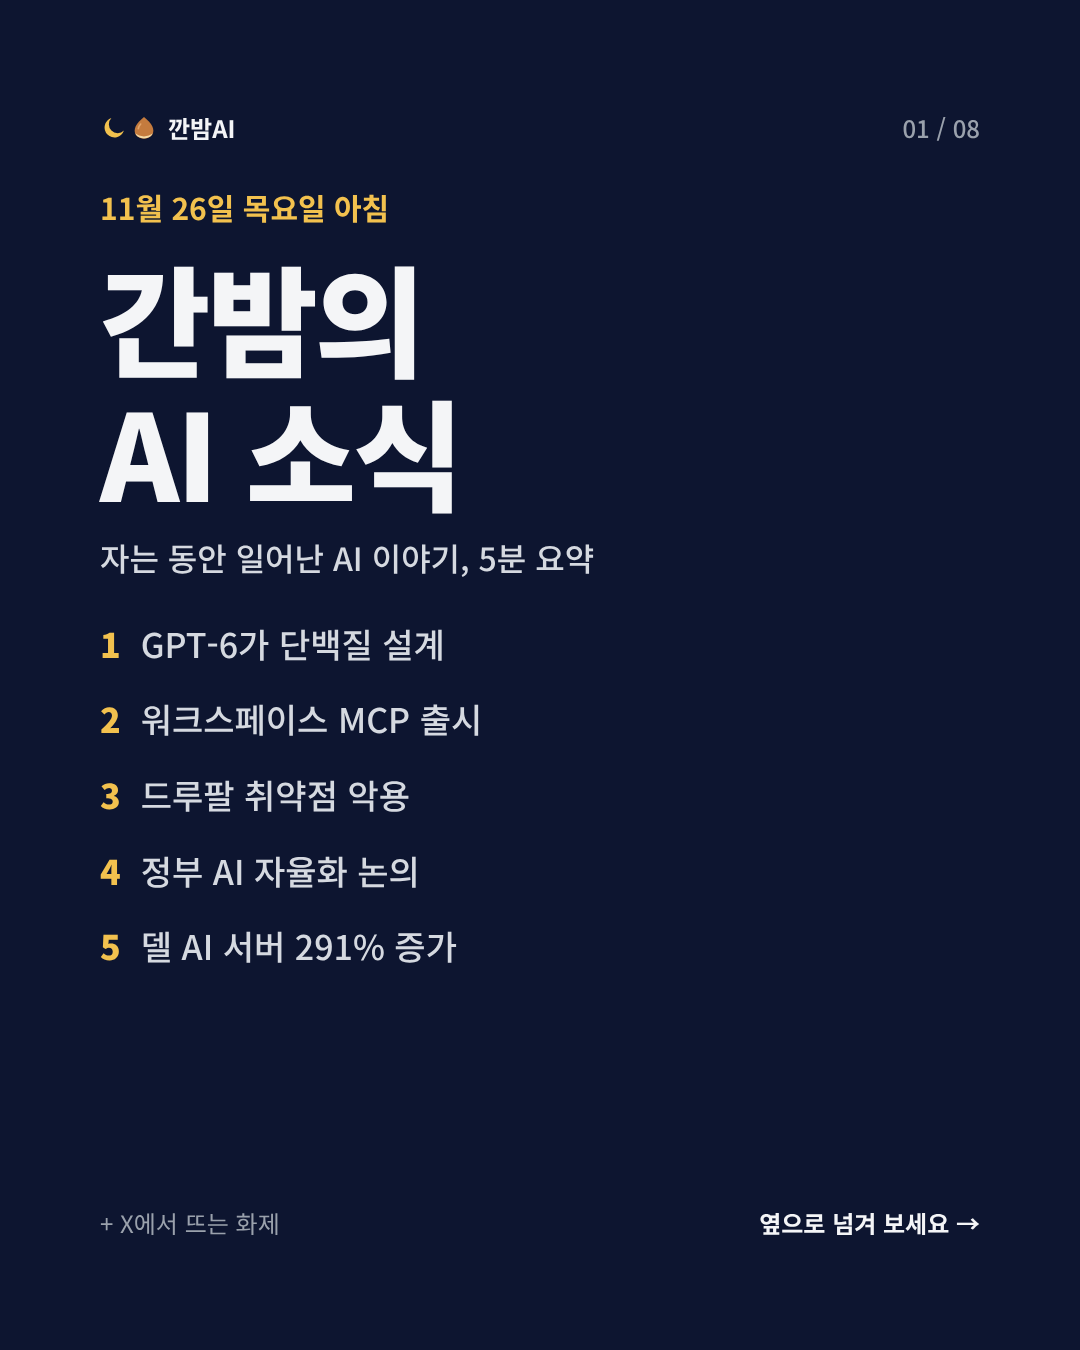 깐밤AI
01 / 08
11월 26일 목요일 아침
간밤의
AI 소식
자는 동안 일어난 AI 이야기, 5분 요약
1 GPT-6가 단백질 설계
2 워크스페이스 MCP 출시
3 드루팔 취약점 악용
4 정부 AI 자율화 논의
5 델 AI 서버 291% 증가
+ X에서 뜨는 화제
옆으로 넘겨 보세요 →